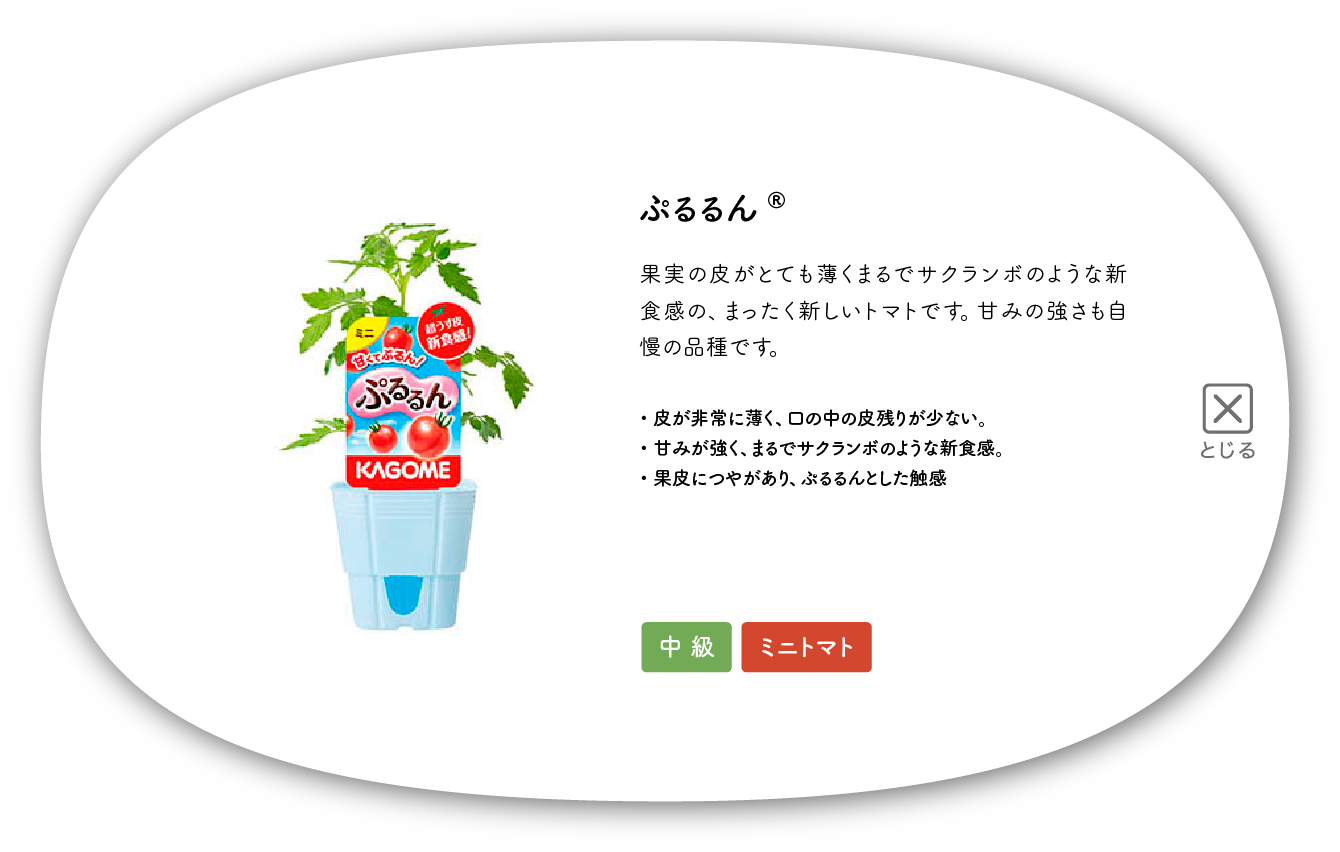 ぷるるん ®
果実の皮がとても薄くまるでサクランボのような新
食感の、まったく新しいトマトです。甘みの強さも自
慢の品種です。
・皮が非常に薄く、口の中の皮残りが少ない。
・甘みが強く、まるでサクランボのような新食感。
・果皮につやがあり、ぷるるんとした触感
中級
ミニトマト
とじる
ミニ
超うす皮
新食感!
甘くてぷるん!
ぷるるん
KAGOME